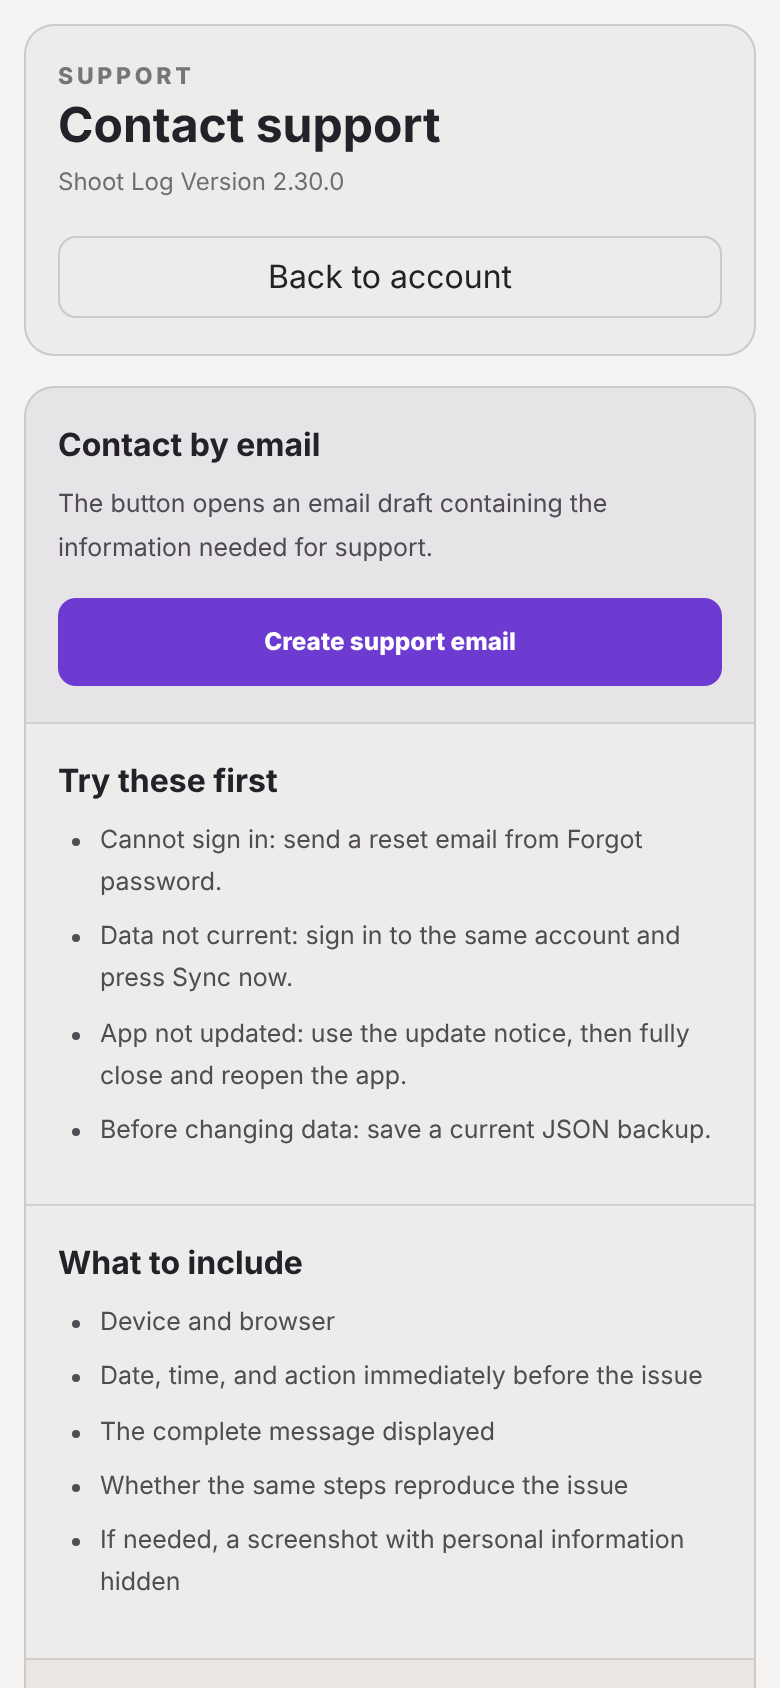 SUPPORT
Contact support
Shoot Log Version 2.30.0
Back to account
Contact by email
The button opens an email draft containing the
information needed for support.
Create support email
Try these first
• Cannot sign in: send a reset email from Forgot
password.
• Data not current: sign in to the same account and
press Sync now.
• App not updated: use the update notice, then fully
close and reopen the app.
• Before changing data: save a current JSON backup.
What to include
• Device and browser
• Date, time, and action immediately before the issue
• The complete message displayed
• Whether the same steps reproduce the issue
• If needed, a screenshot with personal information
hidden